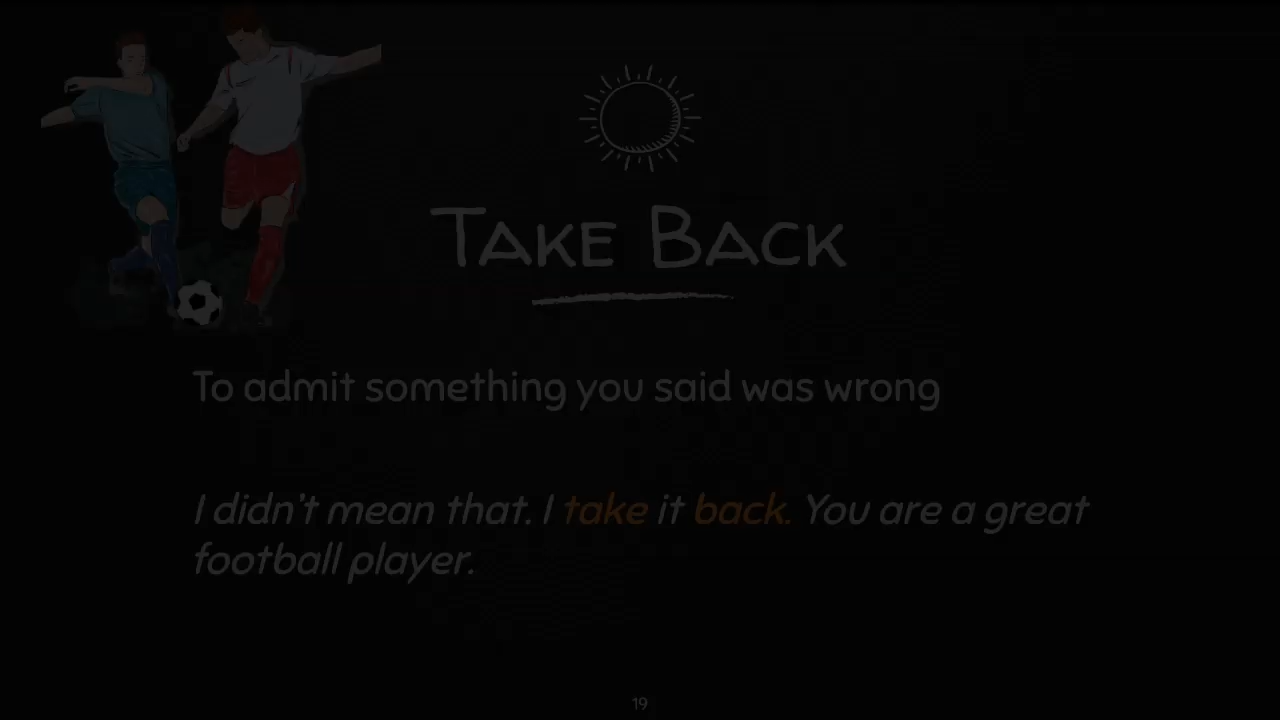 Take Back
To admit something you said was wrong
I didn't mean that. I take it back. You are a great
football player.
19